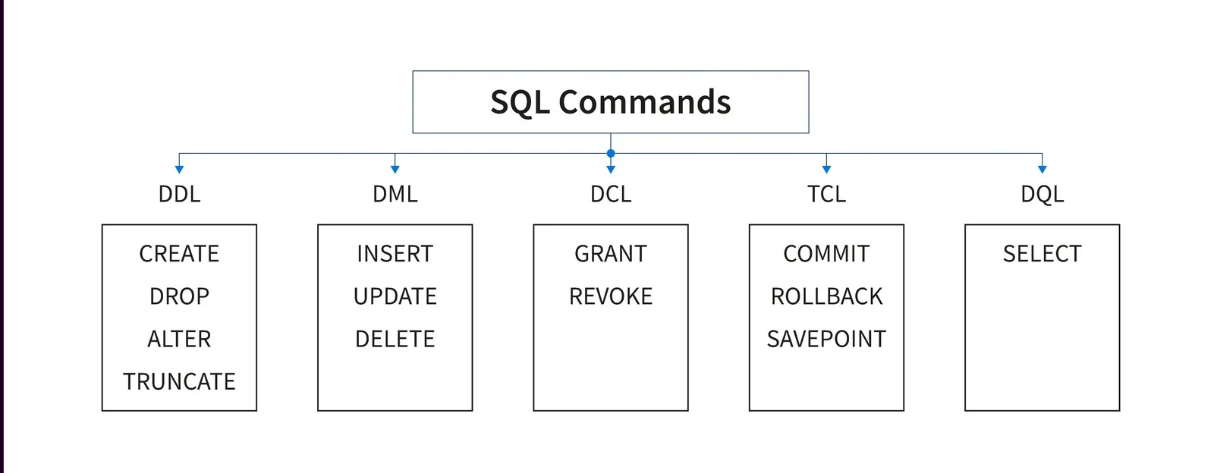 SQL Commands
DDL
DML
DCL
TCL
DQL
CREATE
DROP
ALTER
TRUNCATE
INSERT
UPDATE
DELETE
GRANT
REVOKE
COMMIT
ROLLBACK
SAVEPOINT
SELECT